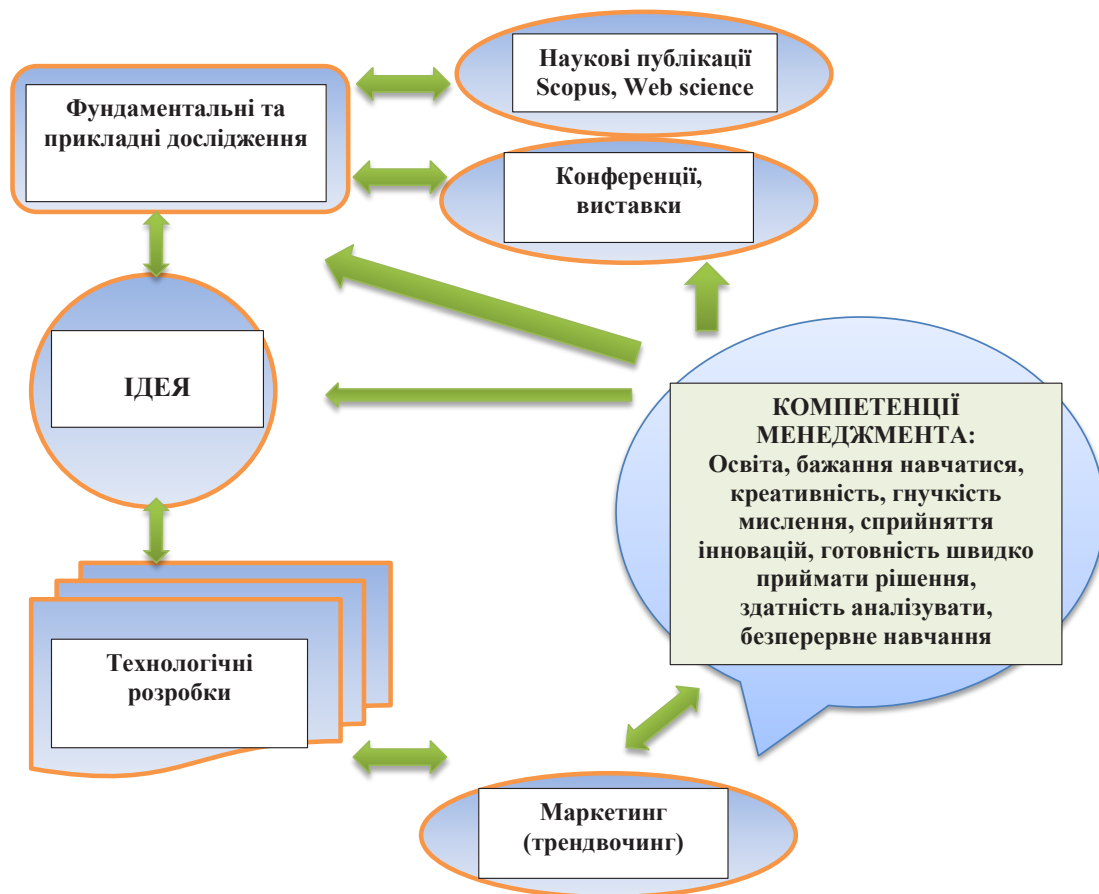 Наукові публікації
Scopus, Web science
Фундаментальні та
прикладні дослідження
Конференції,
виставки
ІДЕЯ
КОМПЕТЕНЦІЇ
МЕНЕДЖМЕНТА:
Освіта, бажання навчатися,
креативність, гнучкість
мислення, сприйняття
інновацій, готовність швидко
приймати рішення,
здатність аналізувати,
безперервне навчання
Технологічні
розробки
Маркетинг
(трендвочинг)